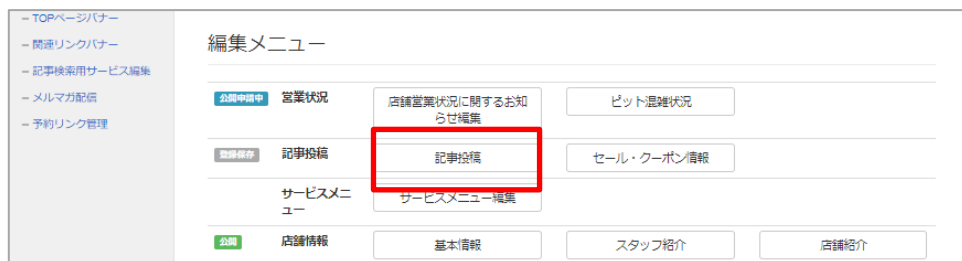 − TOPページバナー
− 関連リンクバナー
− 記事検索用サービス編集
− メルマガ配信
− 予約リンク管理
編集メニュー
公開申請中 営業状況 店舗営業状況に関するお知
らせ編集 ピット混雑状況
登録保存 記事投稿 記事投稿 セール・クーポン情報
サービスメニ
ュー サービスメニュー編集
公開 店舗情報 基本情報 スタッフ紹介 店舗紹介